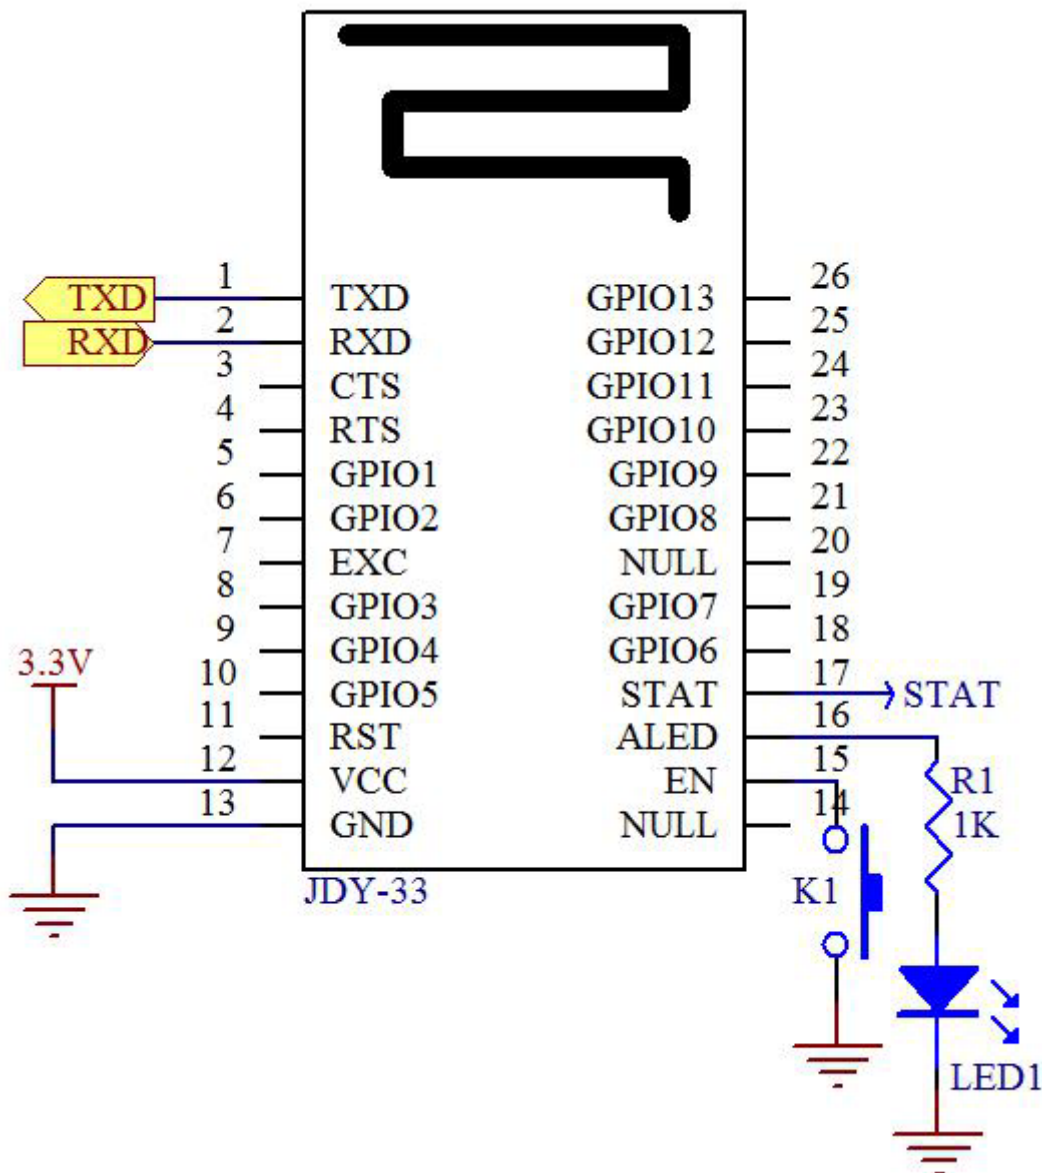 1 26
TXD TXD GPIO13
2 25
RXD RXD GPIO12
3 24
CTS GPIO11
4 23
RTS GPIO10
5 22
GPIO1 GPIO9
6 21
GPIO2 GPIO8
7 20
EXC NULL
8 19
GPIO3 GPIO7
9 18
GPIO4 GPIO6
3.3V 10 17
GPIO5 STAT STAT
11 16
RST ALED
12 15
VCC EN R1
13 14
GND NULL 1K
JDY-33 K1
LED1